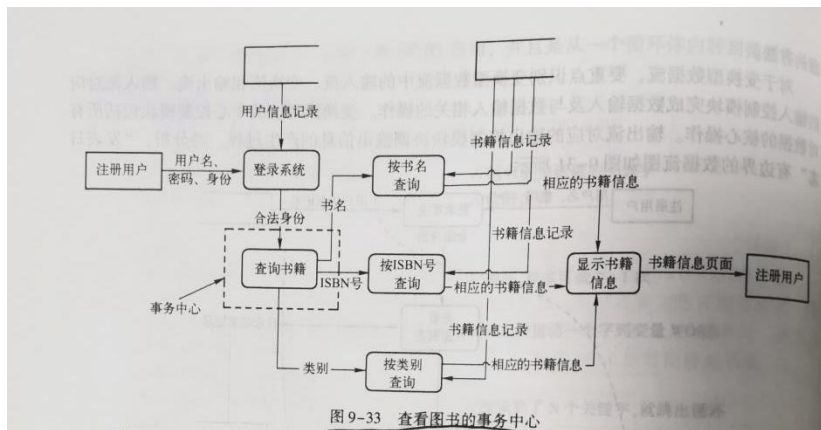 用户信息记录
书籍信息记录
注册用户
用户名、
密码、身份
登录系统
按书名
查询
相应的书籍信息
书名
合法身份
书籍信息记录
查询书籍
ISBN号
按ISBN号
查询
相应的书籍信息
显示书籍
信息
书籍信息页面
注册用户
事务中心
书籍信息记录
类别
按类别
查询
相应的书籍信息
图9-33 查看图书的事务中心